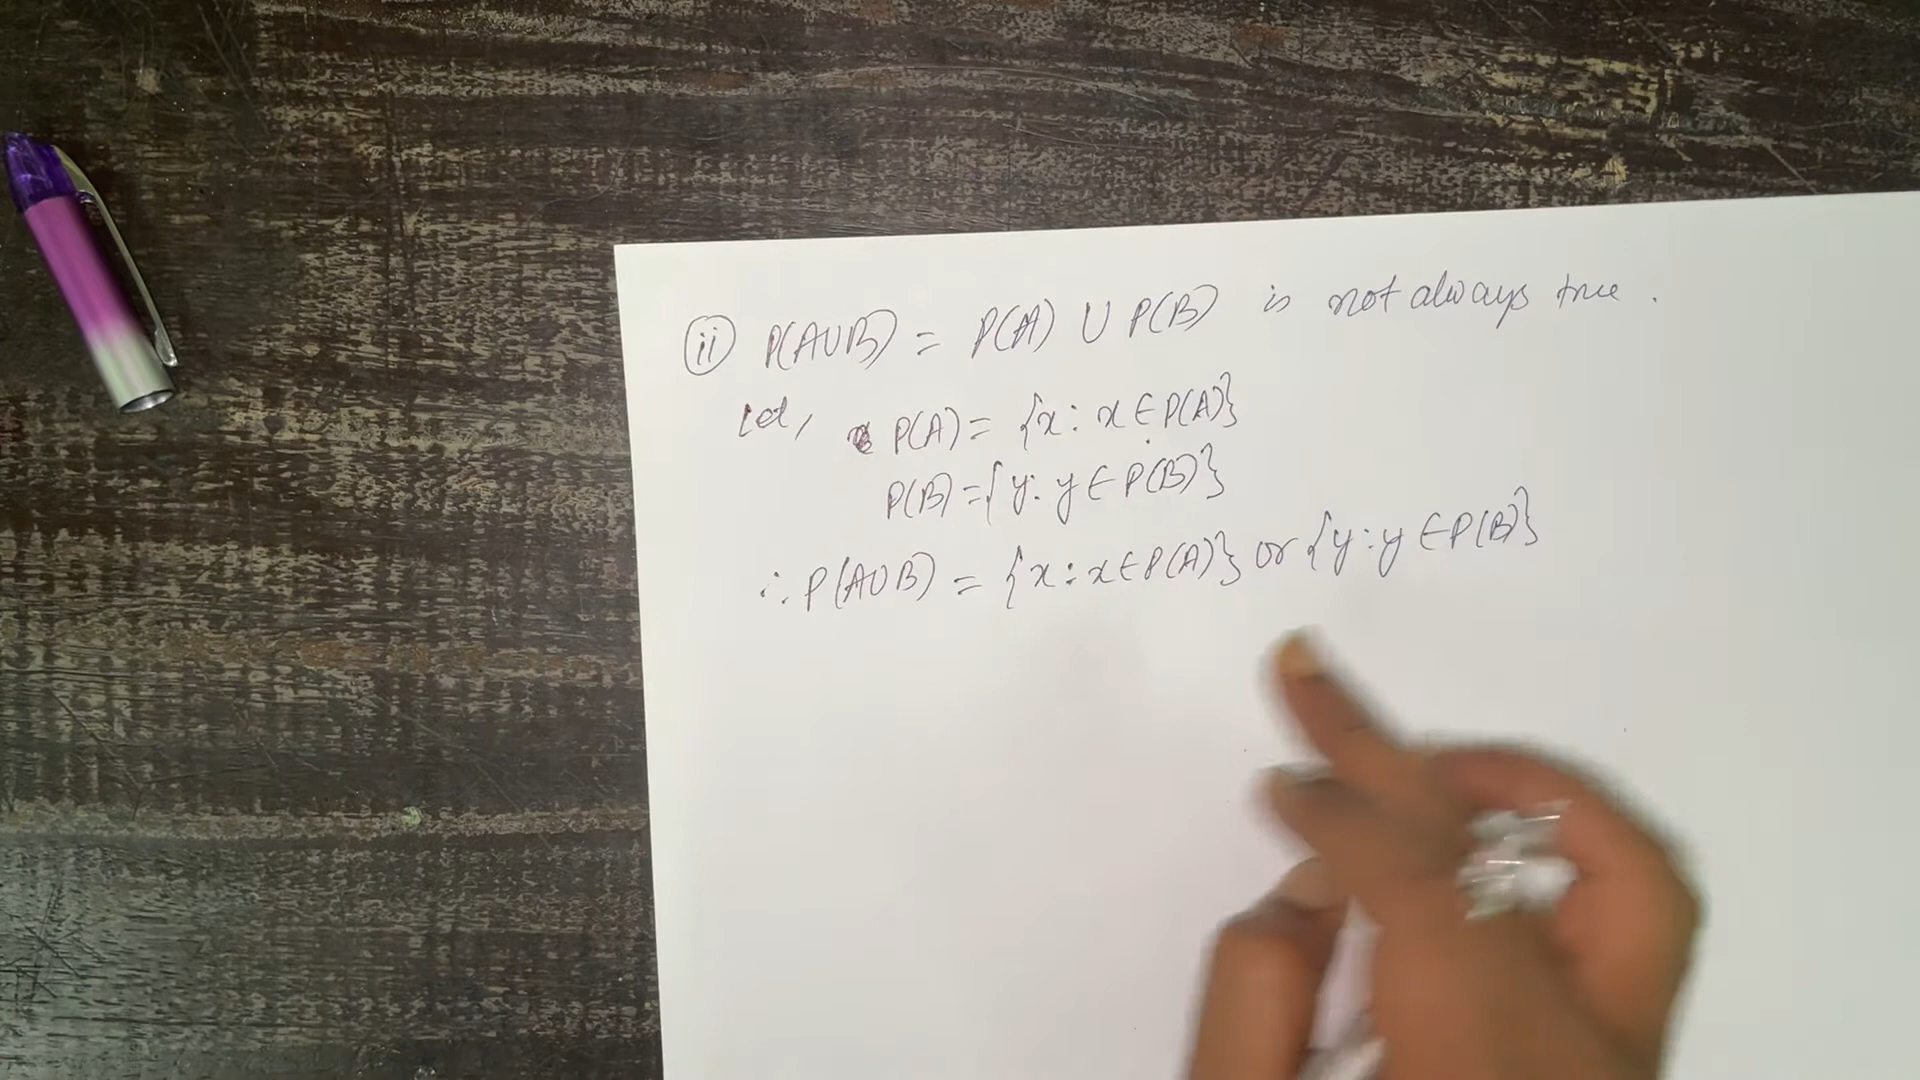 (ii) P(A∪B) = P(A) ∪ P(B) is not always true.
Let, P(A) = {x : x ∈ P(A)}
P(B) = {y : y ∈ P(B)}
∴ P(A∪B) = {x : x ∈ P(A)} or {y : y ∈ P(B)}